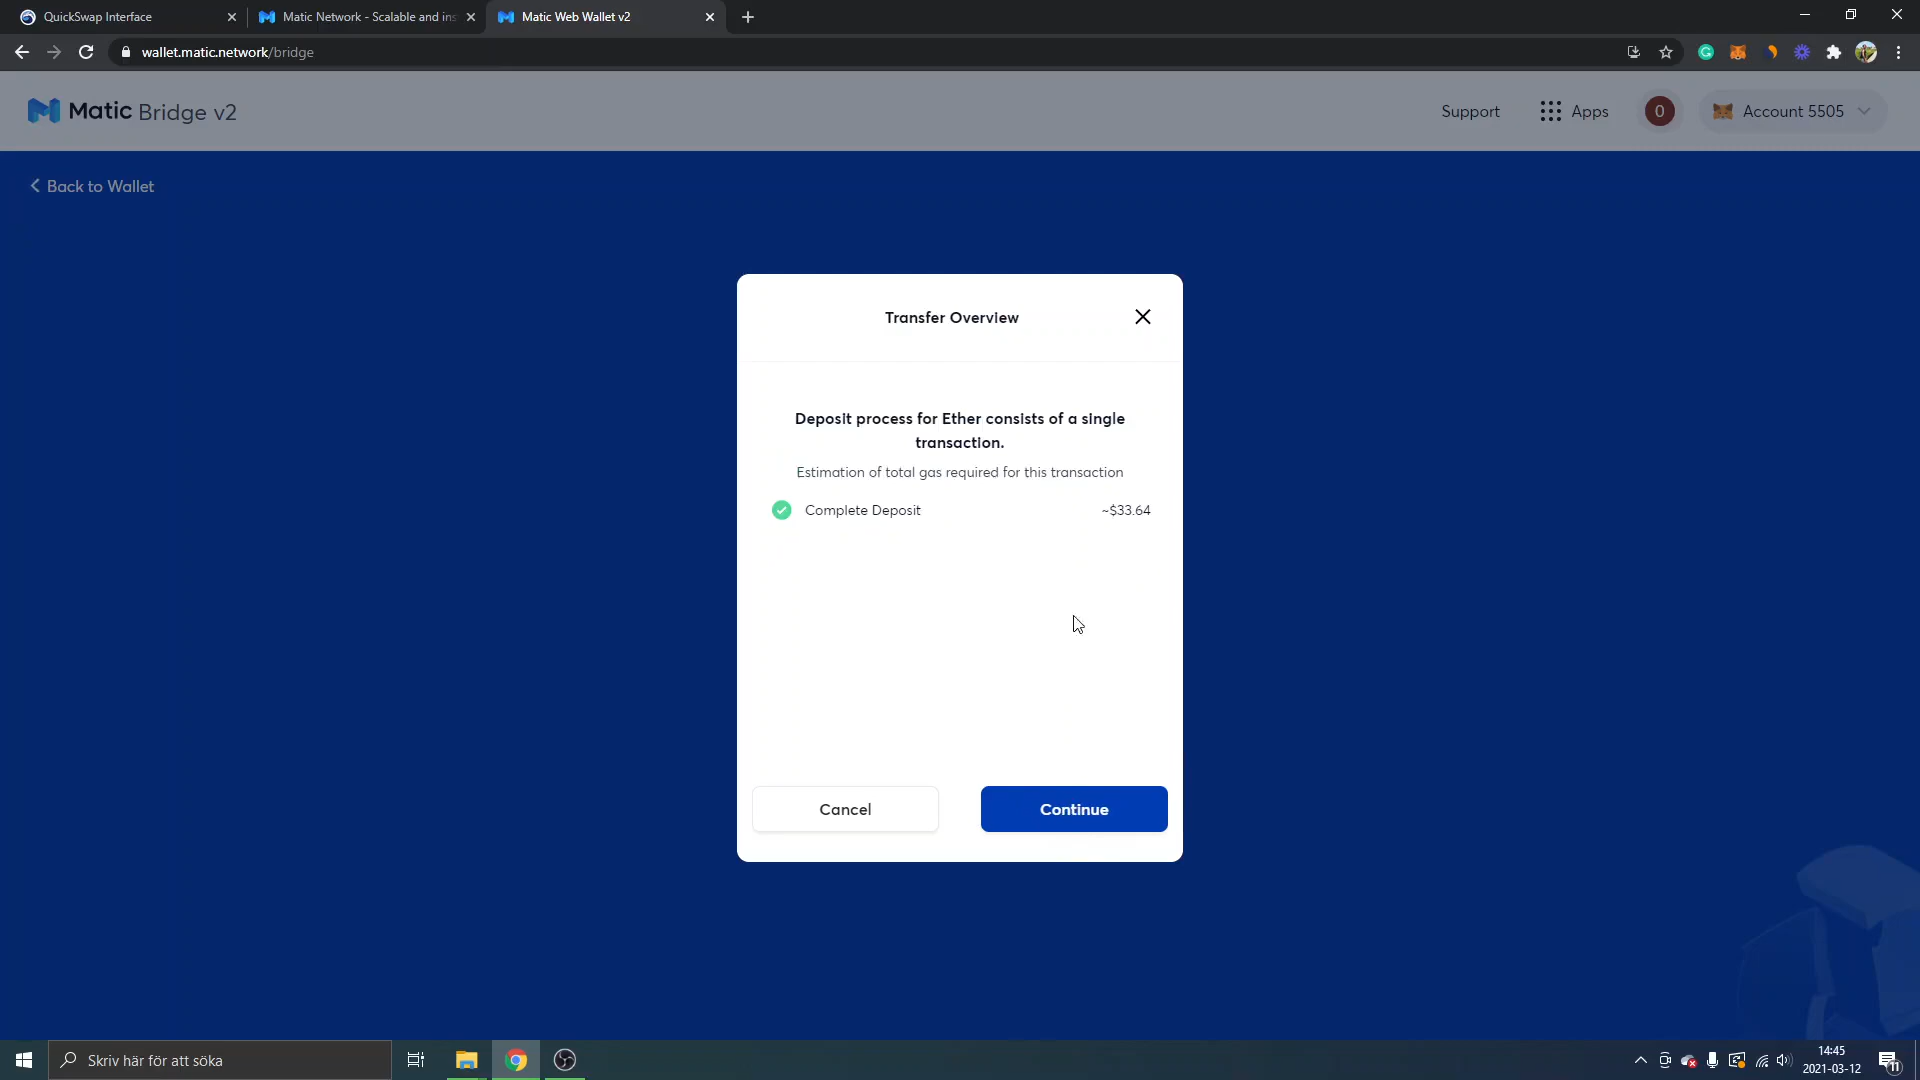 QuickSwap Interface
Matic Network - Scalable and ins
Matic Web Wallet v2
wallet.matic.network/bridge
Matic Bridge v2
Support
Apps
0
Account 5505
Back to Wallet
Transfer Overview
Deposit process for Ether consists of a single
transaction.
Estimation of total gas required for this transaction
Complete Deposit
~$33.64
Cancel
Continue
Skriv här för att söka
14:45
2021-03-12
11